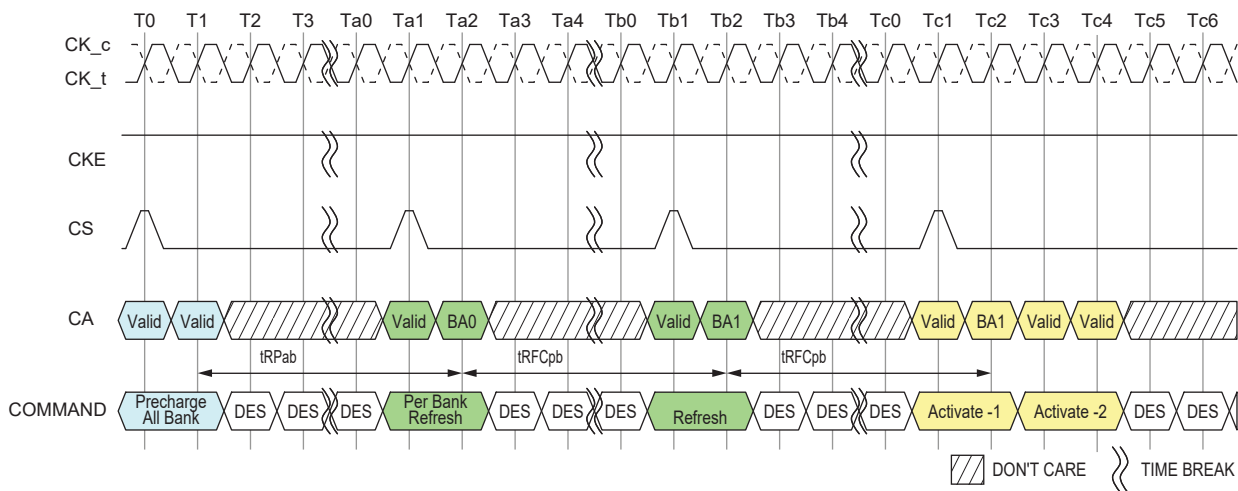 T0 T1 T2 T3 Ta0 Ta1 Ta2 Ta3 Ta4 Tb0 Tb1 Tb2 Tb3 Tb4 Tc0 Tc1 Tc2 Tc3 Tc4 Tc5 Tc6
CK_c
CK_t
CKE
CS
CA Valid Valid Valid BA0 Valid BA1 Valid BA1 Valid Valid
tRPab tRFCpb tRFCpb
COMMAND Precharge All Bank DES DES DES Per Bank Refresh DES DES DES Refresh DES DES DES Activate -1 Activate -2 DES DES
DON'T CARE TIME BREAK